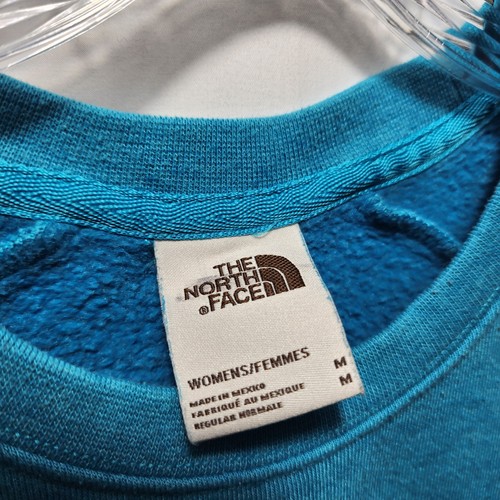 THE
NORTH
®FACE
WOMENS/FEMMES M
MADE IN MEXICO M
FABRIQUÉ AU MEXIQUE
REGULAR NORMALE